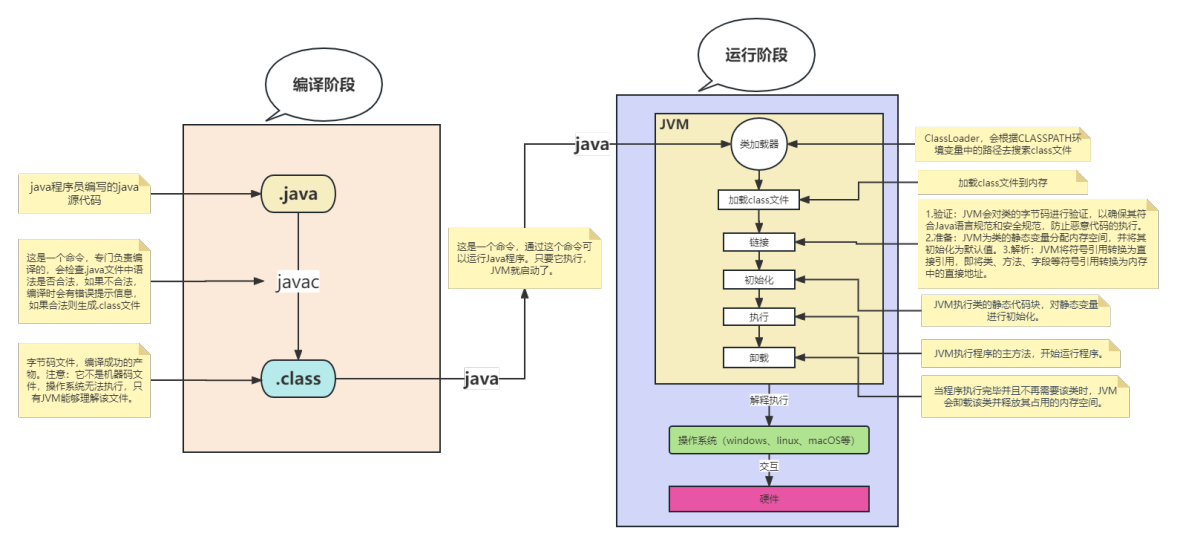 编译阶段
java程序员编写的java
源代码
.java
这是一个命令，专门负责编
译的，会检查.java文件中语
法是否合法，如果不合法，
编译时会有错误提示信息，
如果合法则生成.class文件
javac
字节码文件，编译成功的产
物。注意：它不是机器码文
件，操作系统无法执行，只
有JVM能够理解该文件。
.class
java
这是一个命令，通过这个命令可
以运行Java程序。只要它执行，
JVM就启动了。
java
运行阶段
JVM
类加载器
ClassLoader，会根据CLASSPATH环
境变量中的路径去搜索class文件
加载class文件
加载class文件到内存
链接
1.验证：JVM会对类的字节码进行验证，以确保其符
合Java语言规范和安全规范，防止恶意代码的执行。
2.准备：JVM为类的静态变量分配内存空间，并将其
初始化为默认值。3.解析：JVM将符号引用转换为直
接引用，即将类、方法、字段等符号引用转换为内存
中的直接地址。
初始化
JVM执行类的静态代码块，对静态变量
进行初始化。
执行
JVM执行程序的主方法，开始运行程序。
卸载
当程序执行完毕并且不再需要该类时，JVM
会卸载该类并释放其占用的内存空间。
解释执行
操作系统（windows、linux、macOS等）
交互
硬件